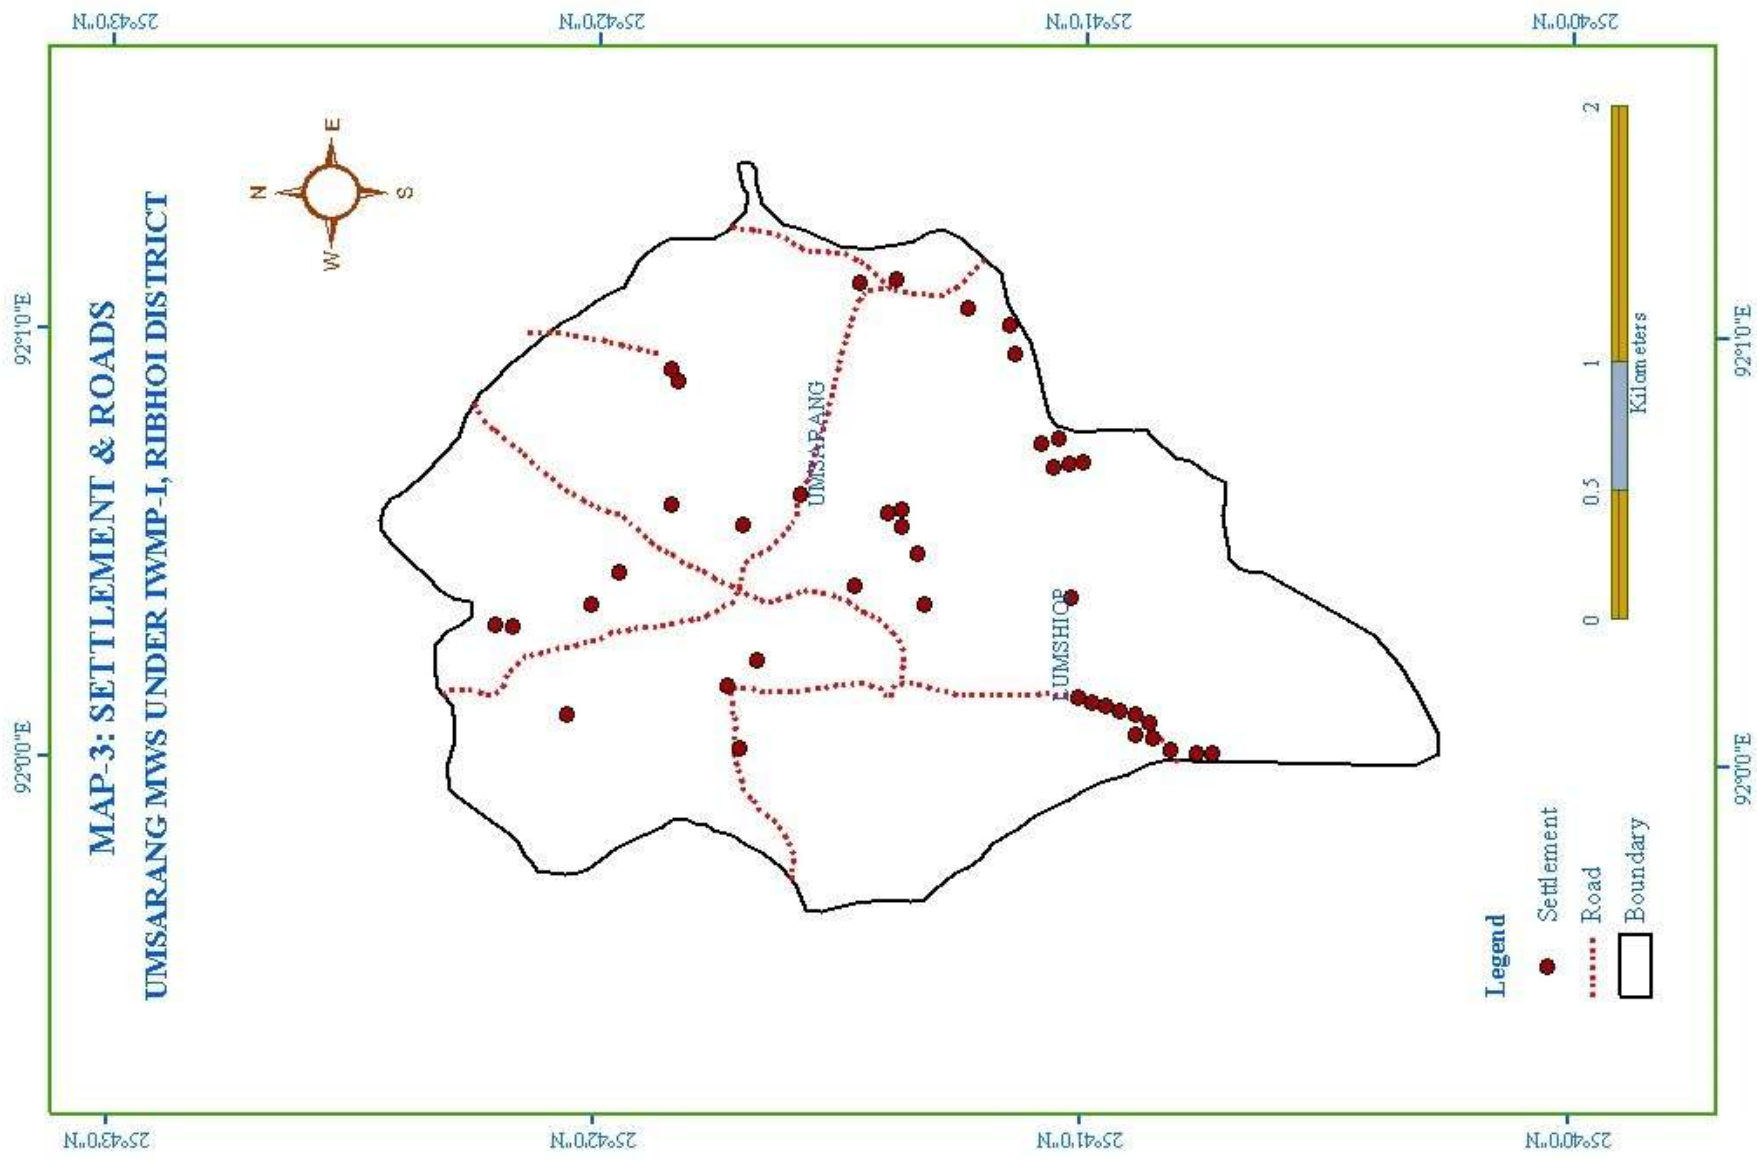 MAP-3: SETTLEMENT & ROADS
UMSARANG MWS UNDER IWMP-I, RIBHOI DISTRICT
92°0'0"E
92°1'0"E
25°43'0"N
25°43'0"N
N
W
E
S
25°42'0"N
25°42'0"N
UMSARANG
25°41'0"N
25°41'0"N
LUMSHIOP
25°40'0"N
25°40'0"N
Legend
Settlement
Road
Boundary
0
0.5
1
2
Kilometers
92°0'0"E
92°1'0"E